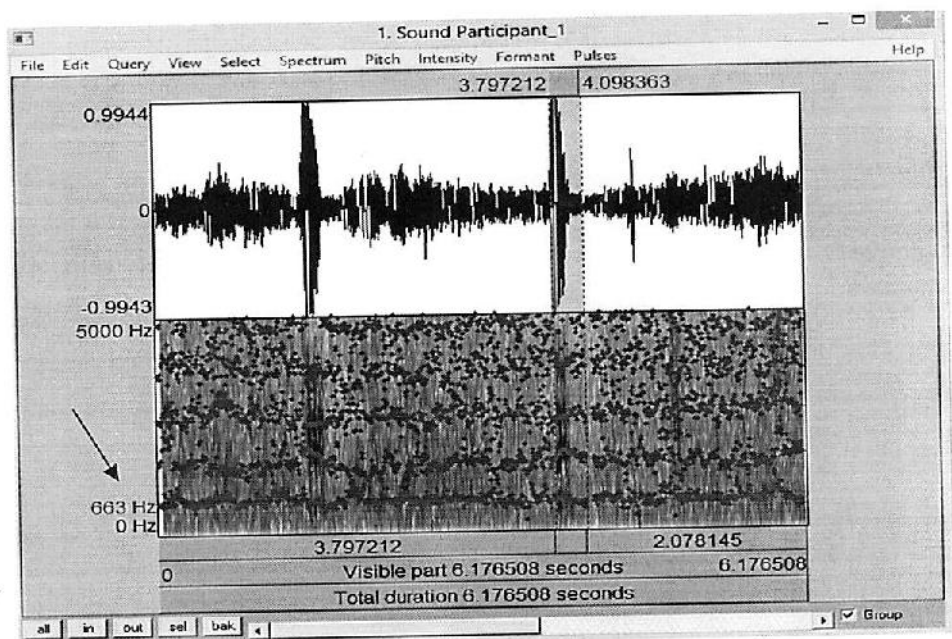 1. Sound Participant_1
File Edit Query View Select Spectrum Pitch Intensity Formant Pulses Help
3.797212 4.098363
0.9944
0
-0.9943
5000 Hz
663 Hz
0 Hz
3.797212 2.078145
0 Visible part 6.176508 seconds 6.176508
Total duration 6.176508 seconds
all in out sel bak Group